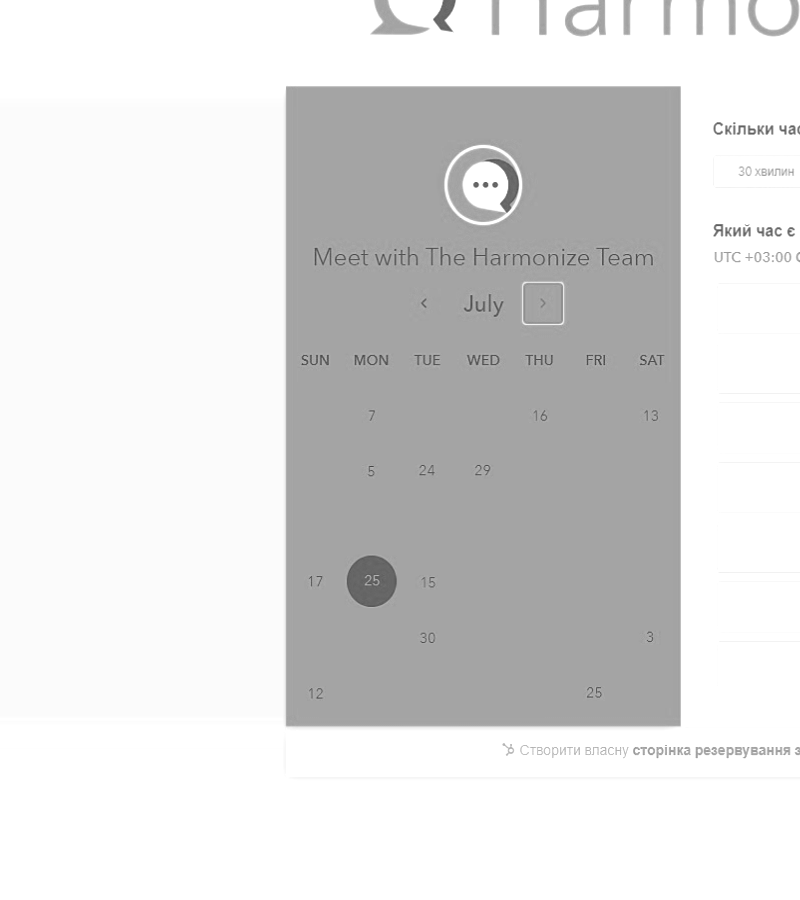 Harmo
Meet with The Harmonize Team
July
SUN MON TUE WED THU FRI SAT
7 16 13
5 24 29
17 25 15
30 3
12 25
Скільки час
30 хвилин
Який час є
UTC +03:00
Створити власну сторінка резервування з